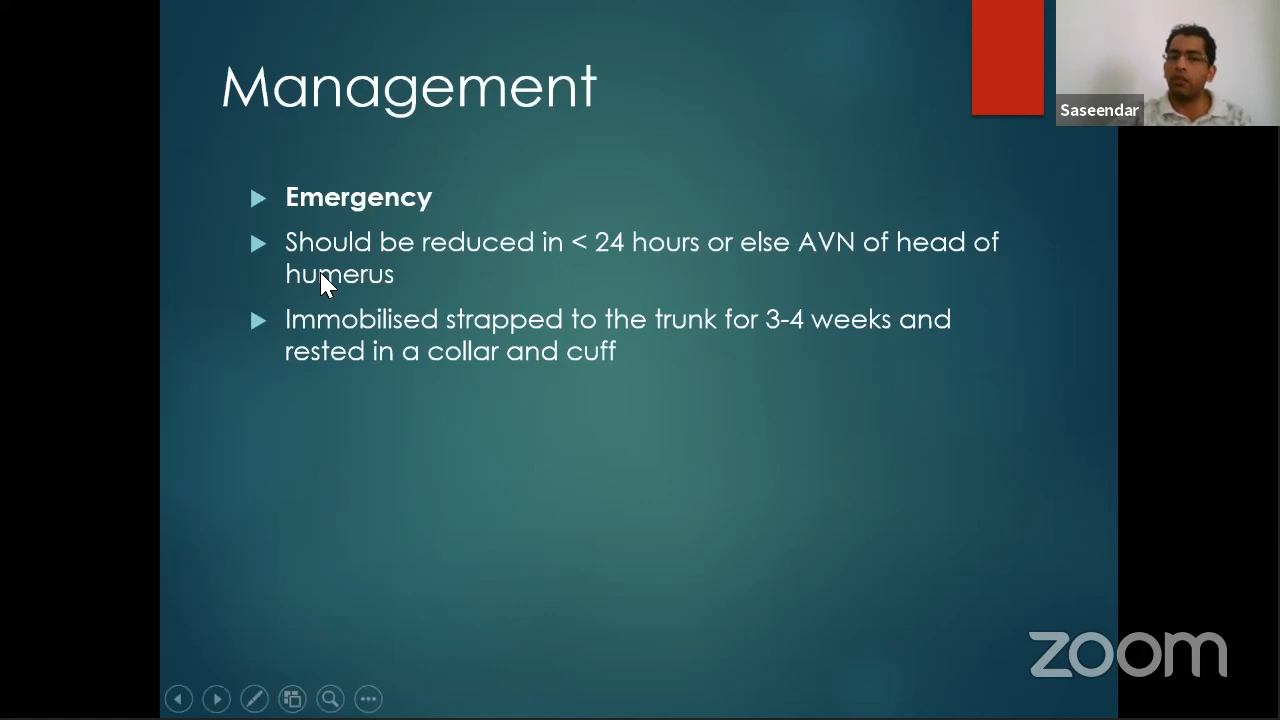 Management
Saseendar
Emergency
Should be reduced in < 24 hours or else AVN of head of
humerus
Immobilised strapped to the trunk for 3-4 weeks and
rested in a collar and cuff
zoom